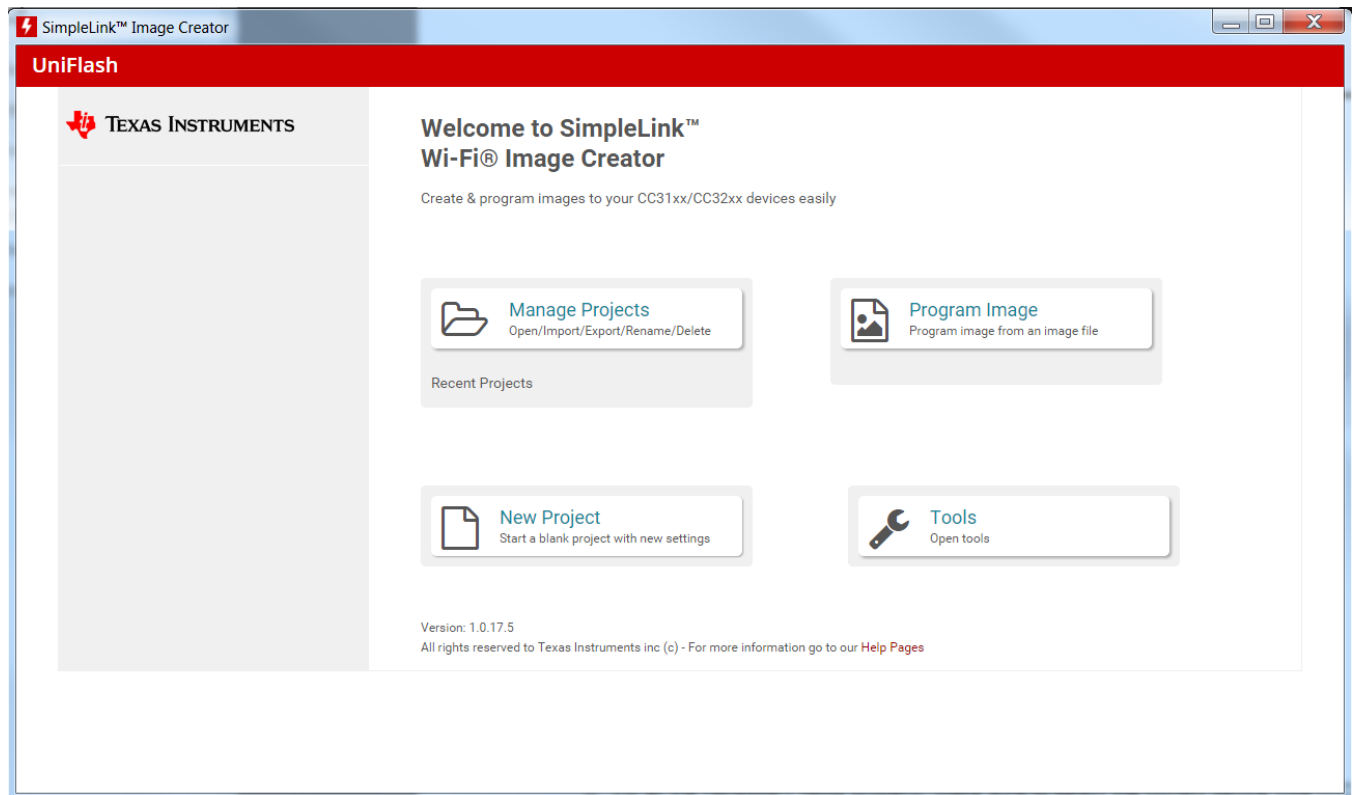 SimpleLink™ Image Creator
UniFlash
TEXAS INSTRUMENTS
Welcome to SimpleLink™
Wi-Fi® Image Creator
Create & program images to your CC31xx/CC32xx devices easily
Manage Projects
Open/Import/Export/Rename/Delete
Recent Projects
Program Image
Program image from an image file
New Project
Start a blank project with new settings
Tools
Open tools
Version: 1.0.17.5
All rights reserved to Texas Instruments inc (c) - For more information go to our Help Pages